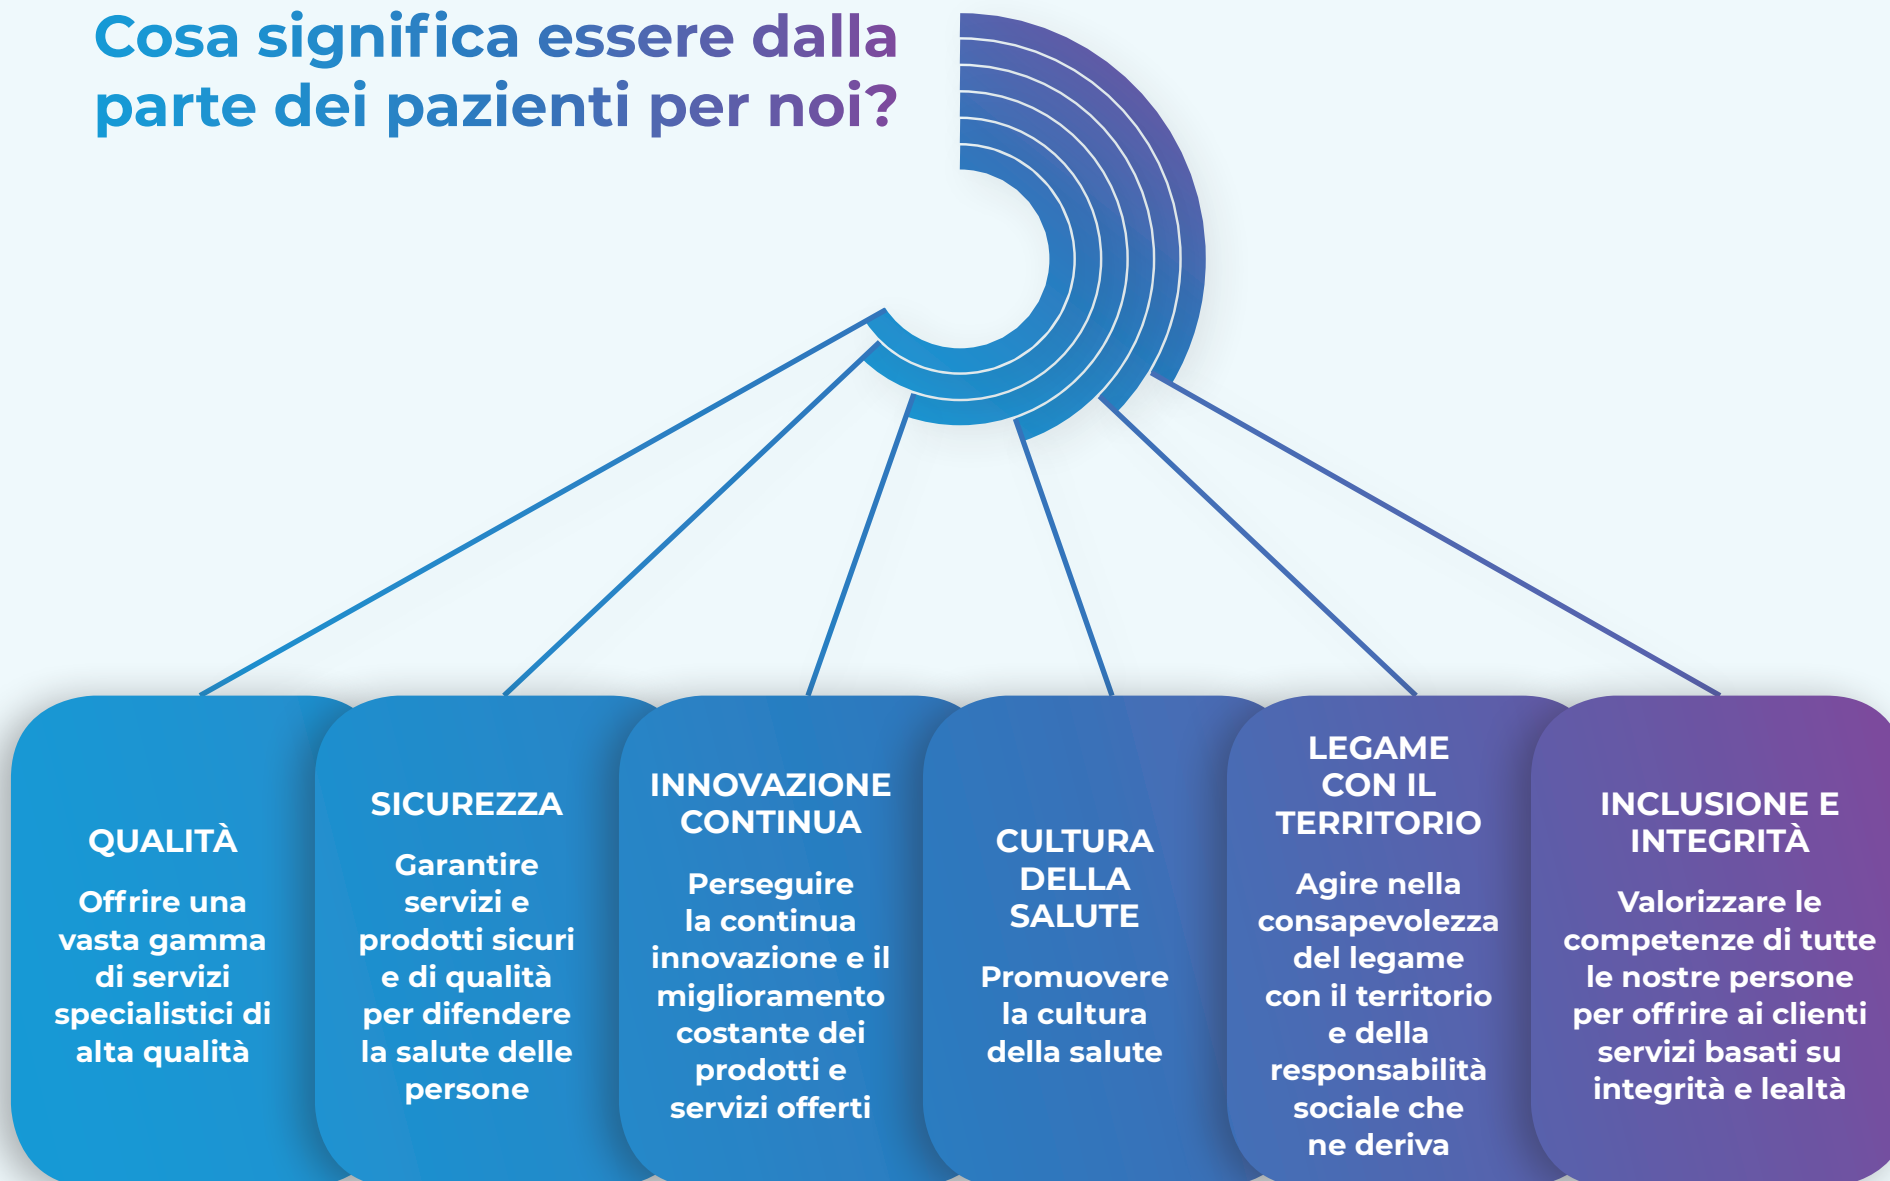 Cosa significa essere dalla
parte dei pazienti per noi?
QUALITÀ
Offrire una
vasta gamma
di servizi
specialistici di
alta qualità
SICUREZZA
Garantire
servizi e
prodotti sicuri
e di qualità
per difendere
la salute delle
persone
INNOVAZIONE
CONTINUA
Perseguire
la continua
innovazione e il
miglioramento
costante dei
prodotti e
servizi offerti
CULTURA
DELLA
SALUTE
Promuovere
la cultura
della salute
LEGAME
CON IL
TERRITORIO
Agire nella
consapevolezza
del legame
con il territorio
e della
responsabilità
sociale che
ne deriva
INCLUSIONE E
INTEGRITÀ
Valorizzare le
competenze di tutte
le nostre persone
per offrire ai clienti
servizi basati su
integrità e lealtà